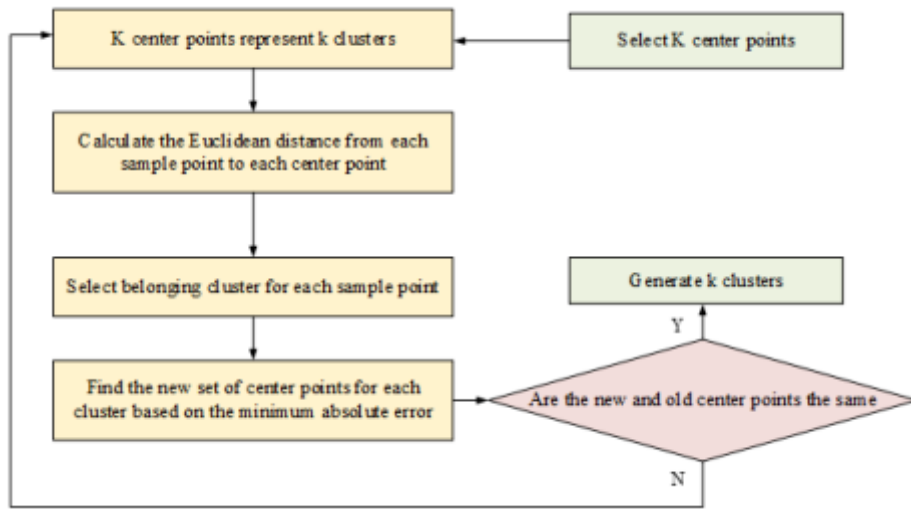 K center points represent k clusters
Select K center points
Calculate the Euclidean distance from each
sample point to each center point
Select belonging cluster for each sample point
Generate k clusters
Y
Find the new set of center points for each
cluster based on the minimum absolute error
Are the new and old center points the same
N